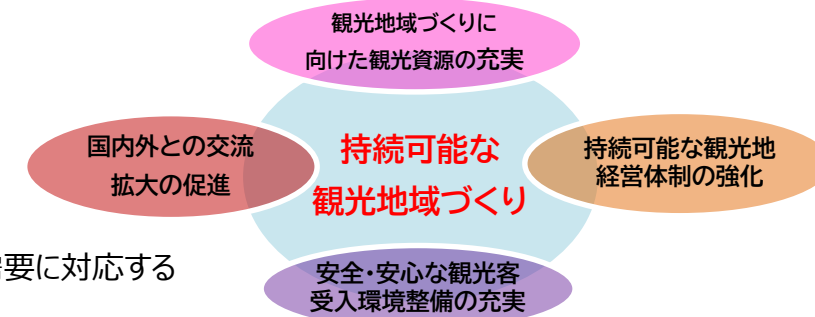 観光地域づくりに
向けた観光資源の充実
国内外との交流
拡大の促進
持続可能な
観光地域づくり
持続可能な観光地
経営体制の強化
要に対応する
安全・安心な観光客
受入環境整備の充実